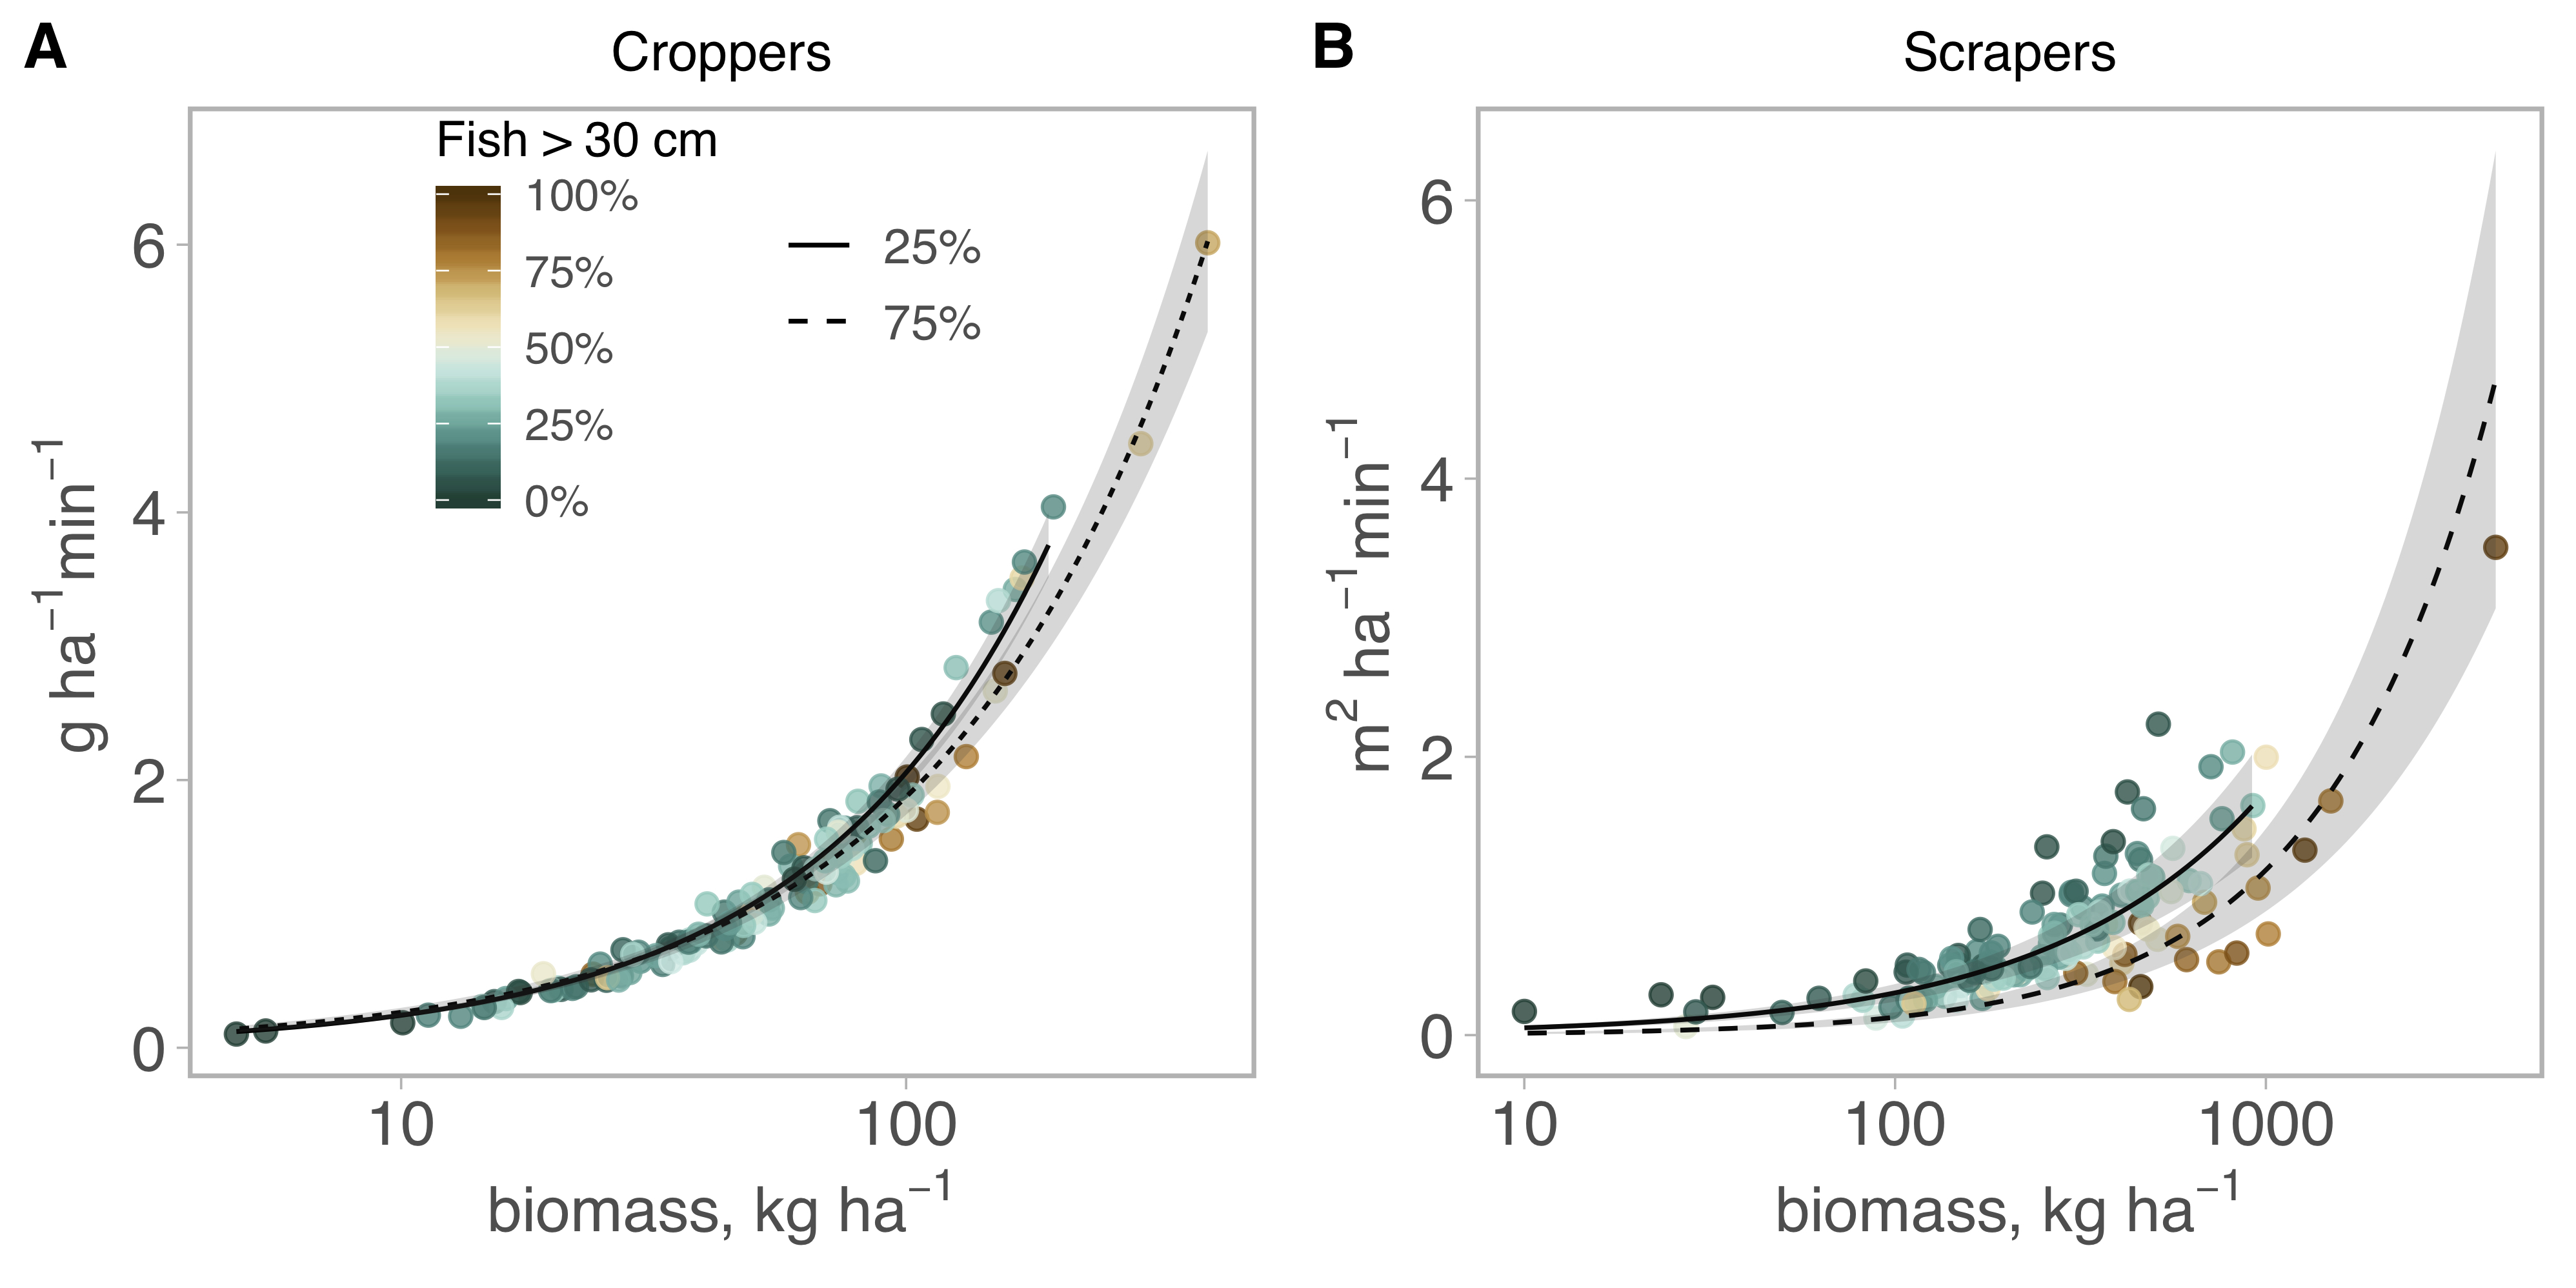 A
Croppers
Fish > 30 cm
100%
75%
50%
25%
0%
25%
75%
6
4
2
0
g ha⁻¹min⁻¹
10
100
biomass, kg ha⁻¹
B
Scrapers
6
4
2
0
m² ha⁻¹min⁻¹
10
100
1000
biomass, kg ha⁻¹